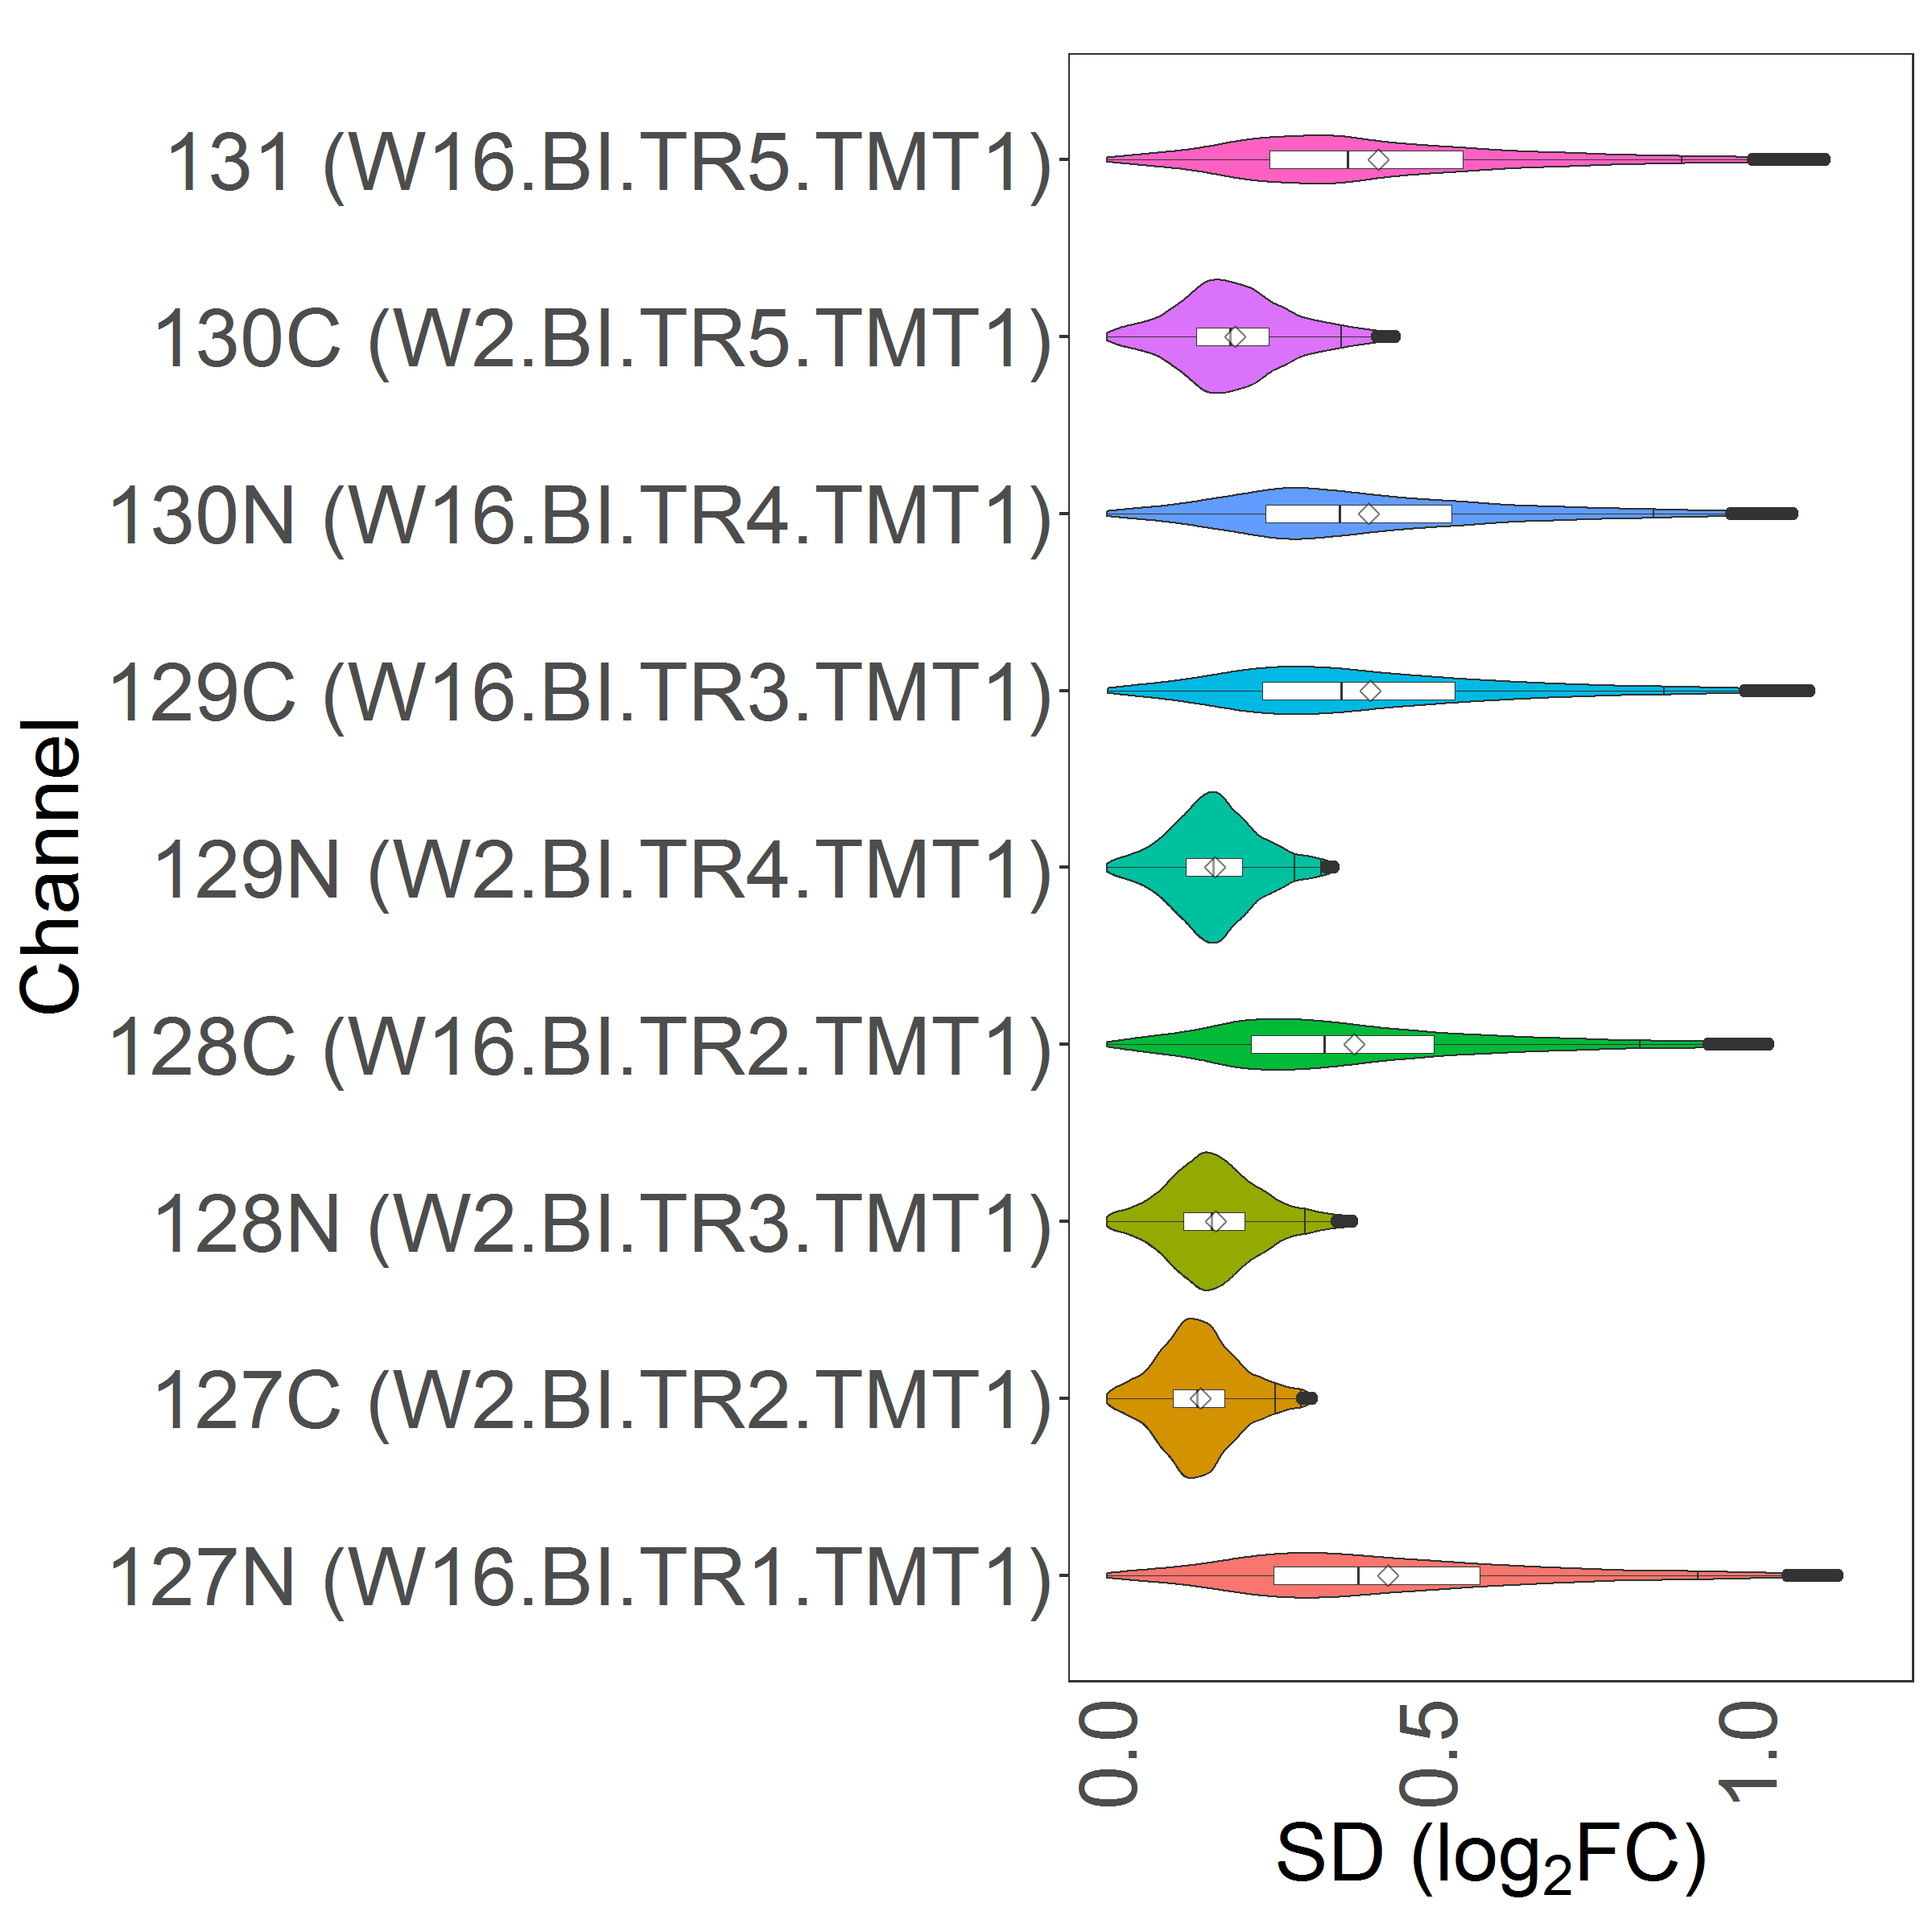 131 (W16.BI.TR5.TMT1)
130C (W2.BI.TR5.TMT1)
130N (W16.BI.TR4.TMT1)
129C (W16.BI.TR3.TMT1)
129N (W2.BI.TR4.TMT1)
128C (W16.BI.TR2.TMT1)
128N (W2.BI.TR3.TMT1)
127C (W2.BI.TR2.TMT1)
127N (W16.BI.TR1.TMT1)
Channel
0.0
0.5
1.0
SD (log₂FC)